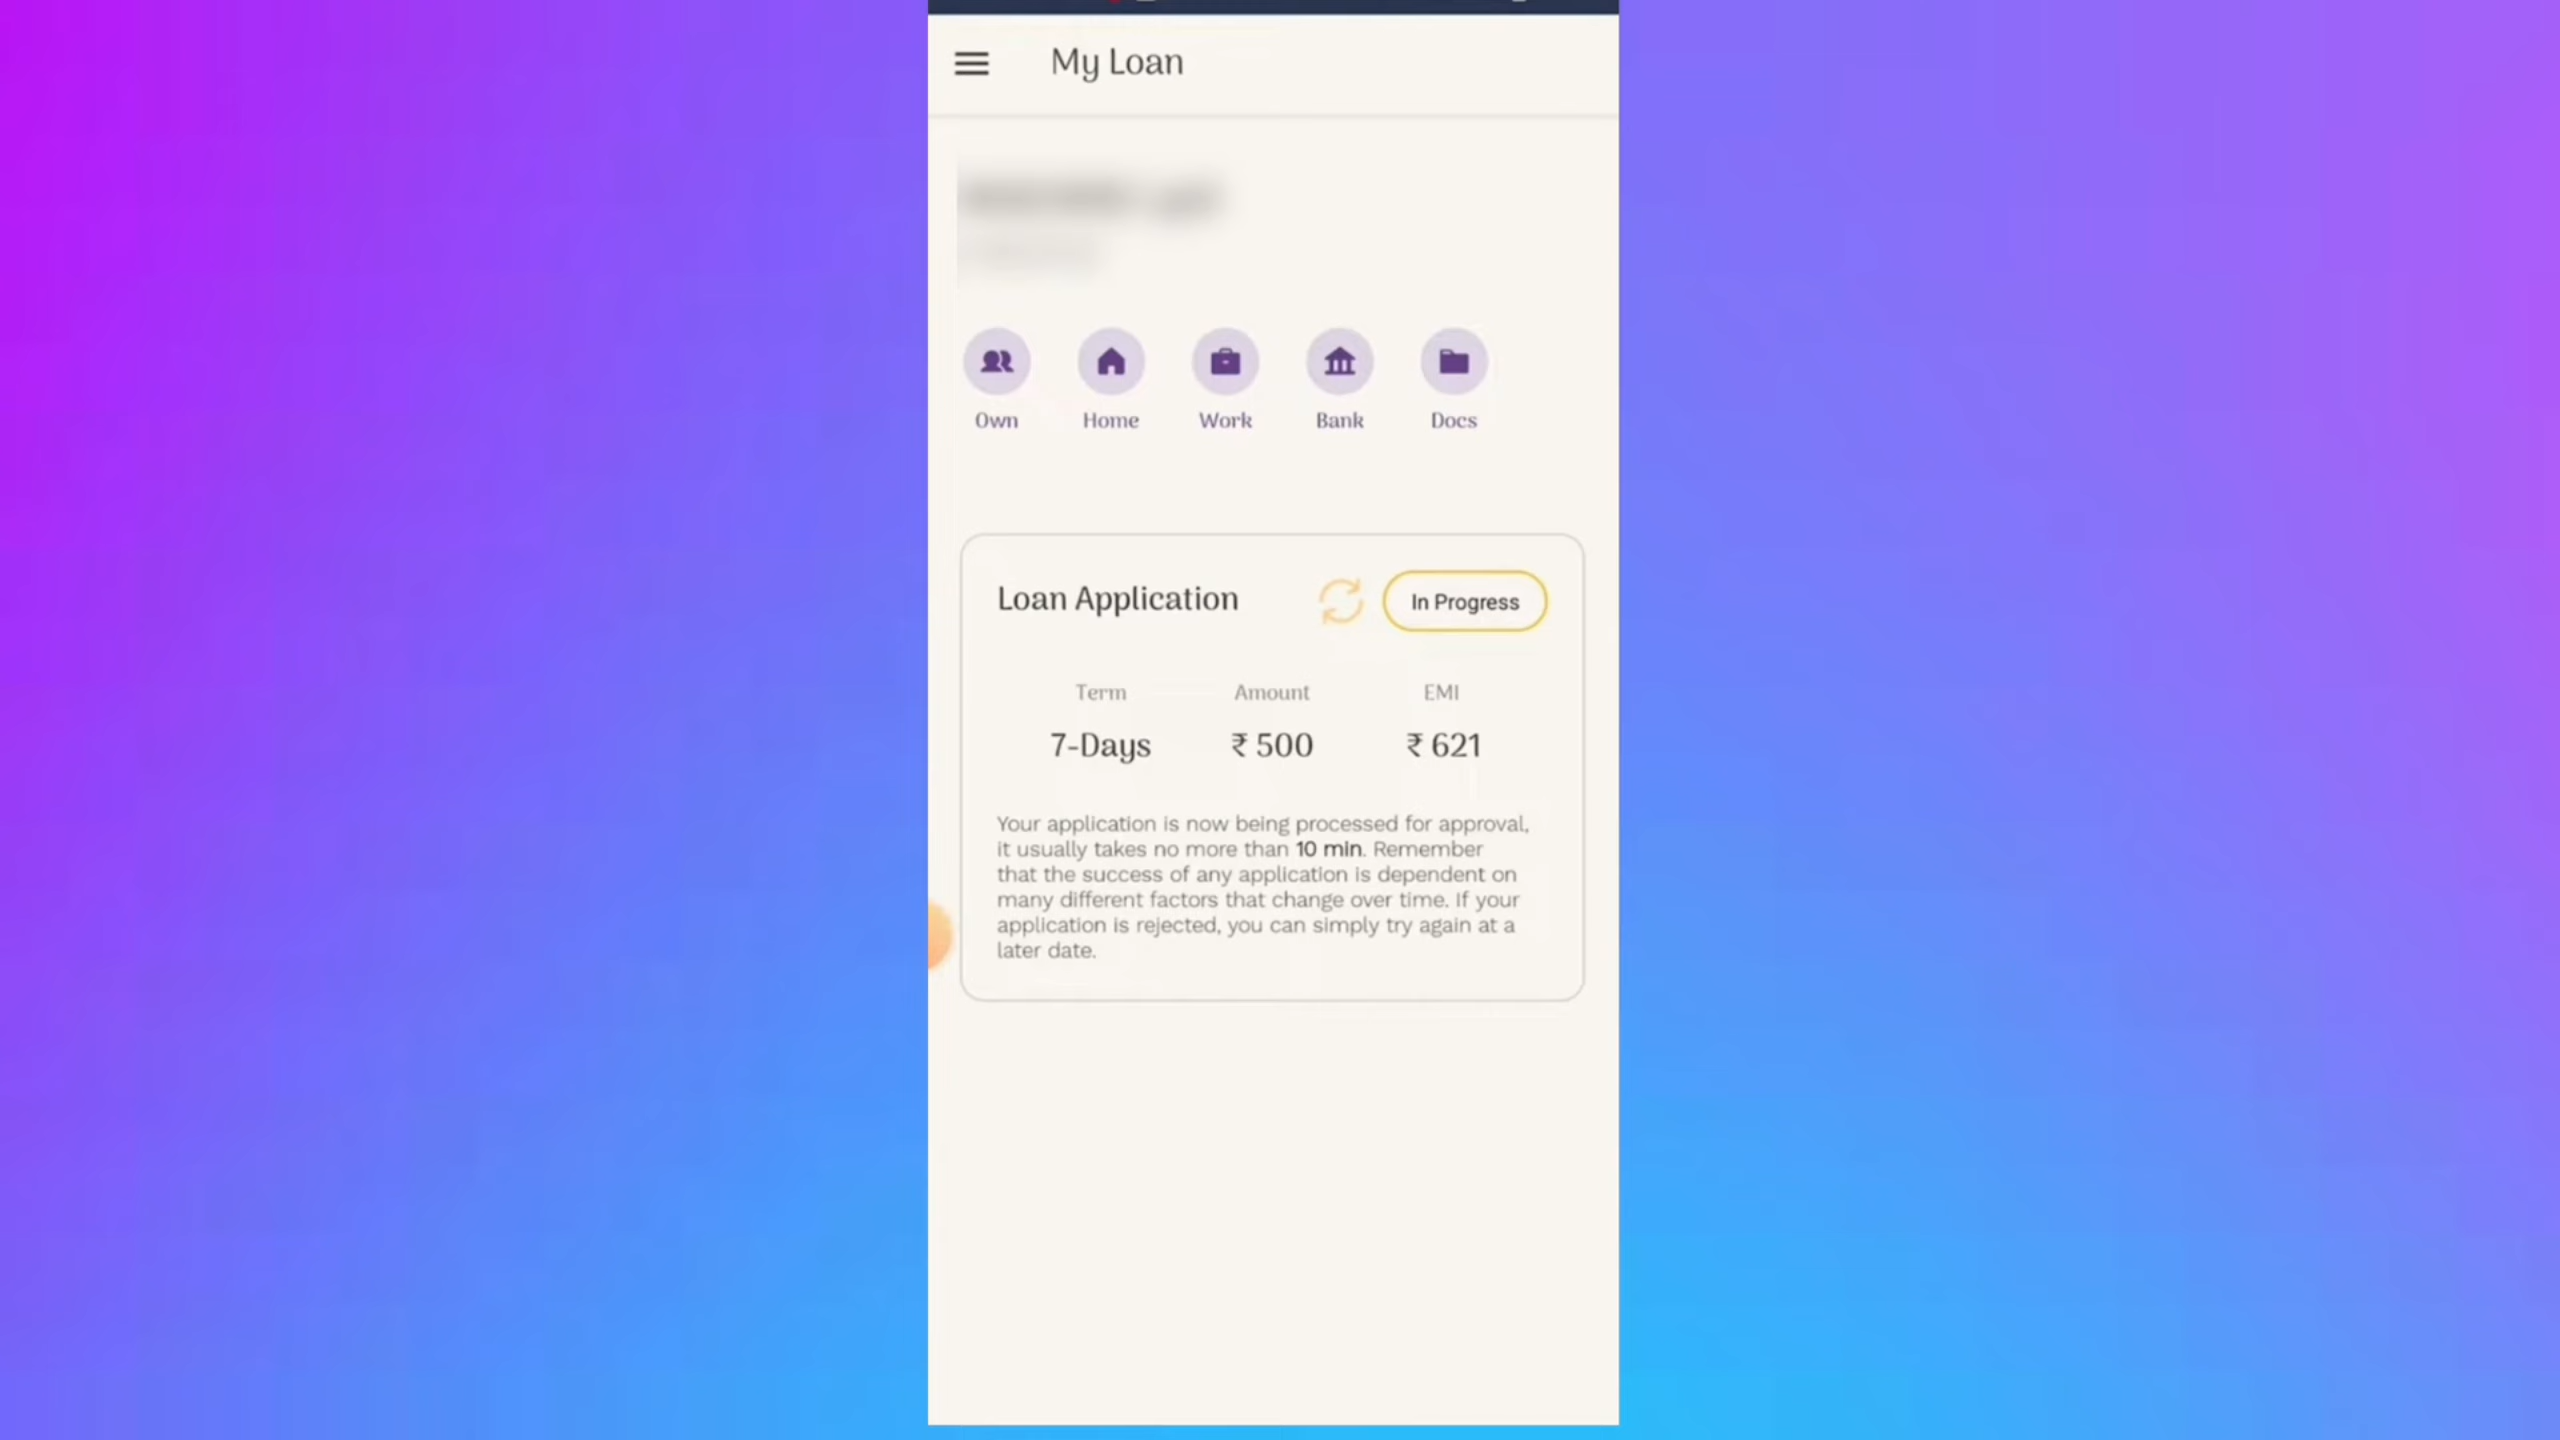 My Loan
Own
Home
Work
Bank
Docs
Loan Application
In Progress
Term
Amount
EMI
7-Days
₹ 500
₹ 621
Your application is now being processed for approval,
it usually takes no more than 10 min. Remember
that the success of any application is dependent on
many different factors that change over time. If your
application is rejected, you can simply try again at a
later date.